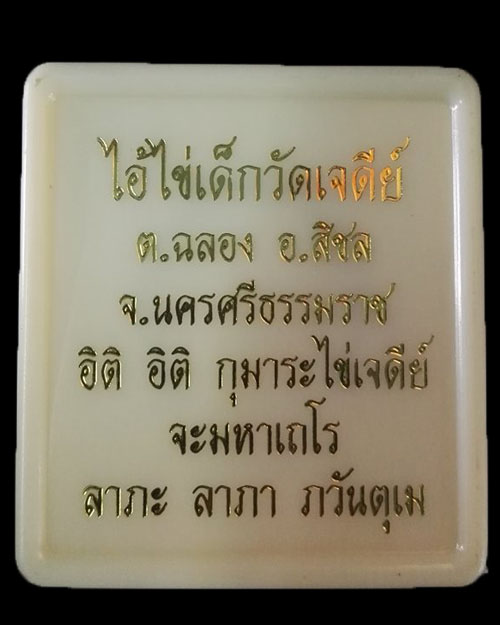 ไอ้ไข่เด็กวัดเจดีย์
ต.ฉลอง อ.สิชล
จ.นครศรีธรรมราช
อิติ อิติ กุมาระไข่เจดีย์
จะมหาเถโร
ลาภะ ลาภา ภวันตุเม